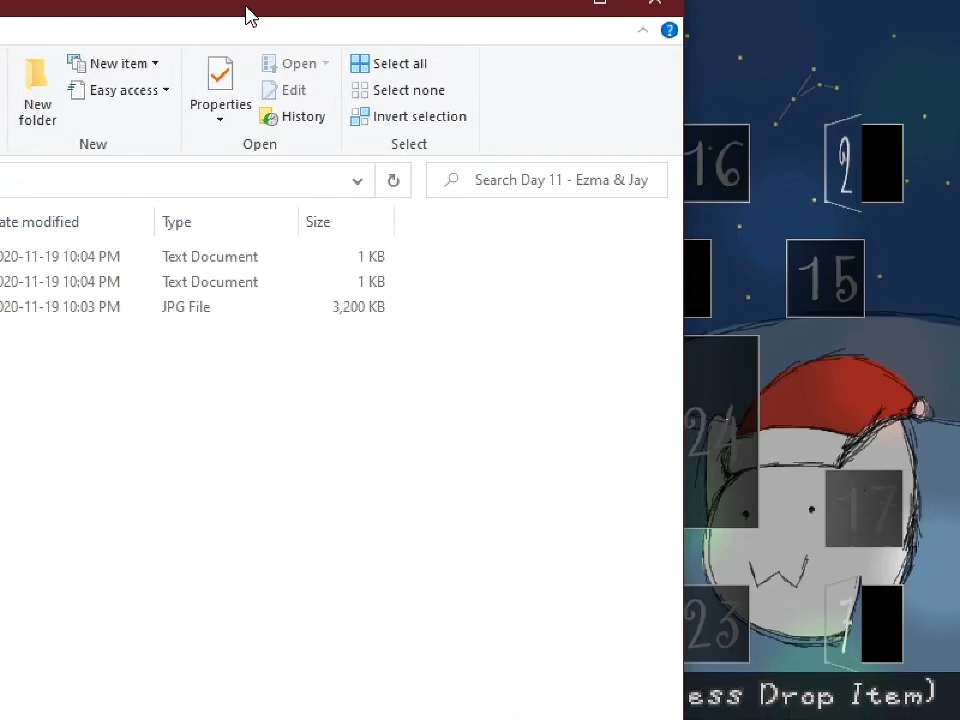 New item
Easy access
New
folder
New
Properties
Open
Edit
History
Open
Select all
Select none
Invert selection
Select
Search Day 11 - Ezma & Jay
ate modified
Type
Size
020-11-19 10:04 PM
Text Document
1 KB
020-11-19 10:04 PM
Text Document
1 KB
020-11-19 10:03 PM
JPG File
3,200 KB
16
2
15
24
17
23
7
ess Drop Item)